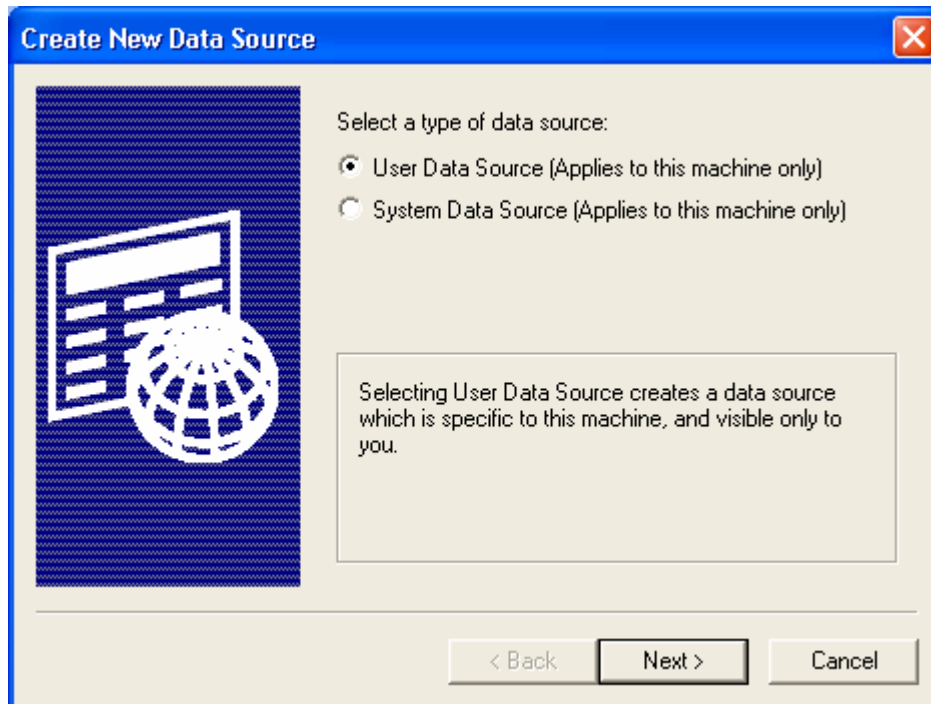 Create New Data Source
Select a type of data source:
User Data Source (Applies to this machine only)
System Data Source (Applies to this machine only)
Selecting User Data Source creates a data source
which is specific to this machine, and visible only to
you.
< Back
Next >
Cancel